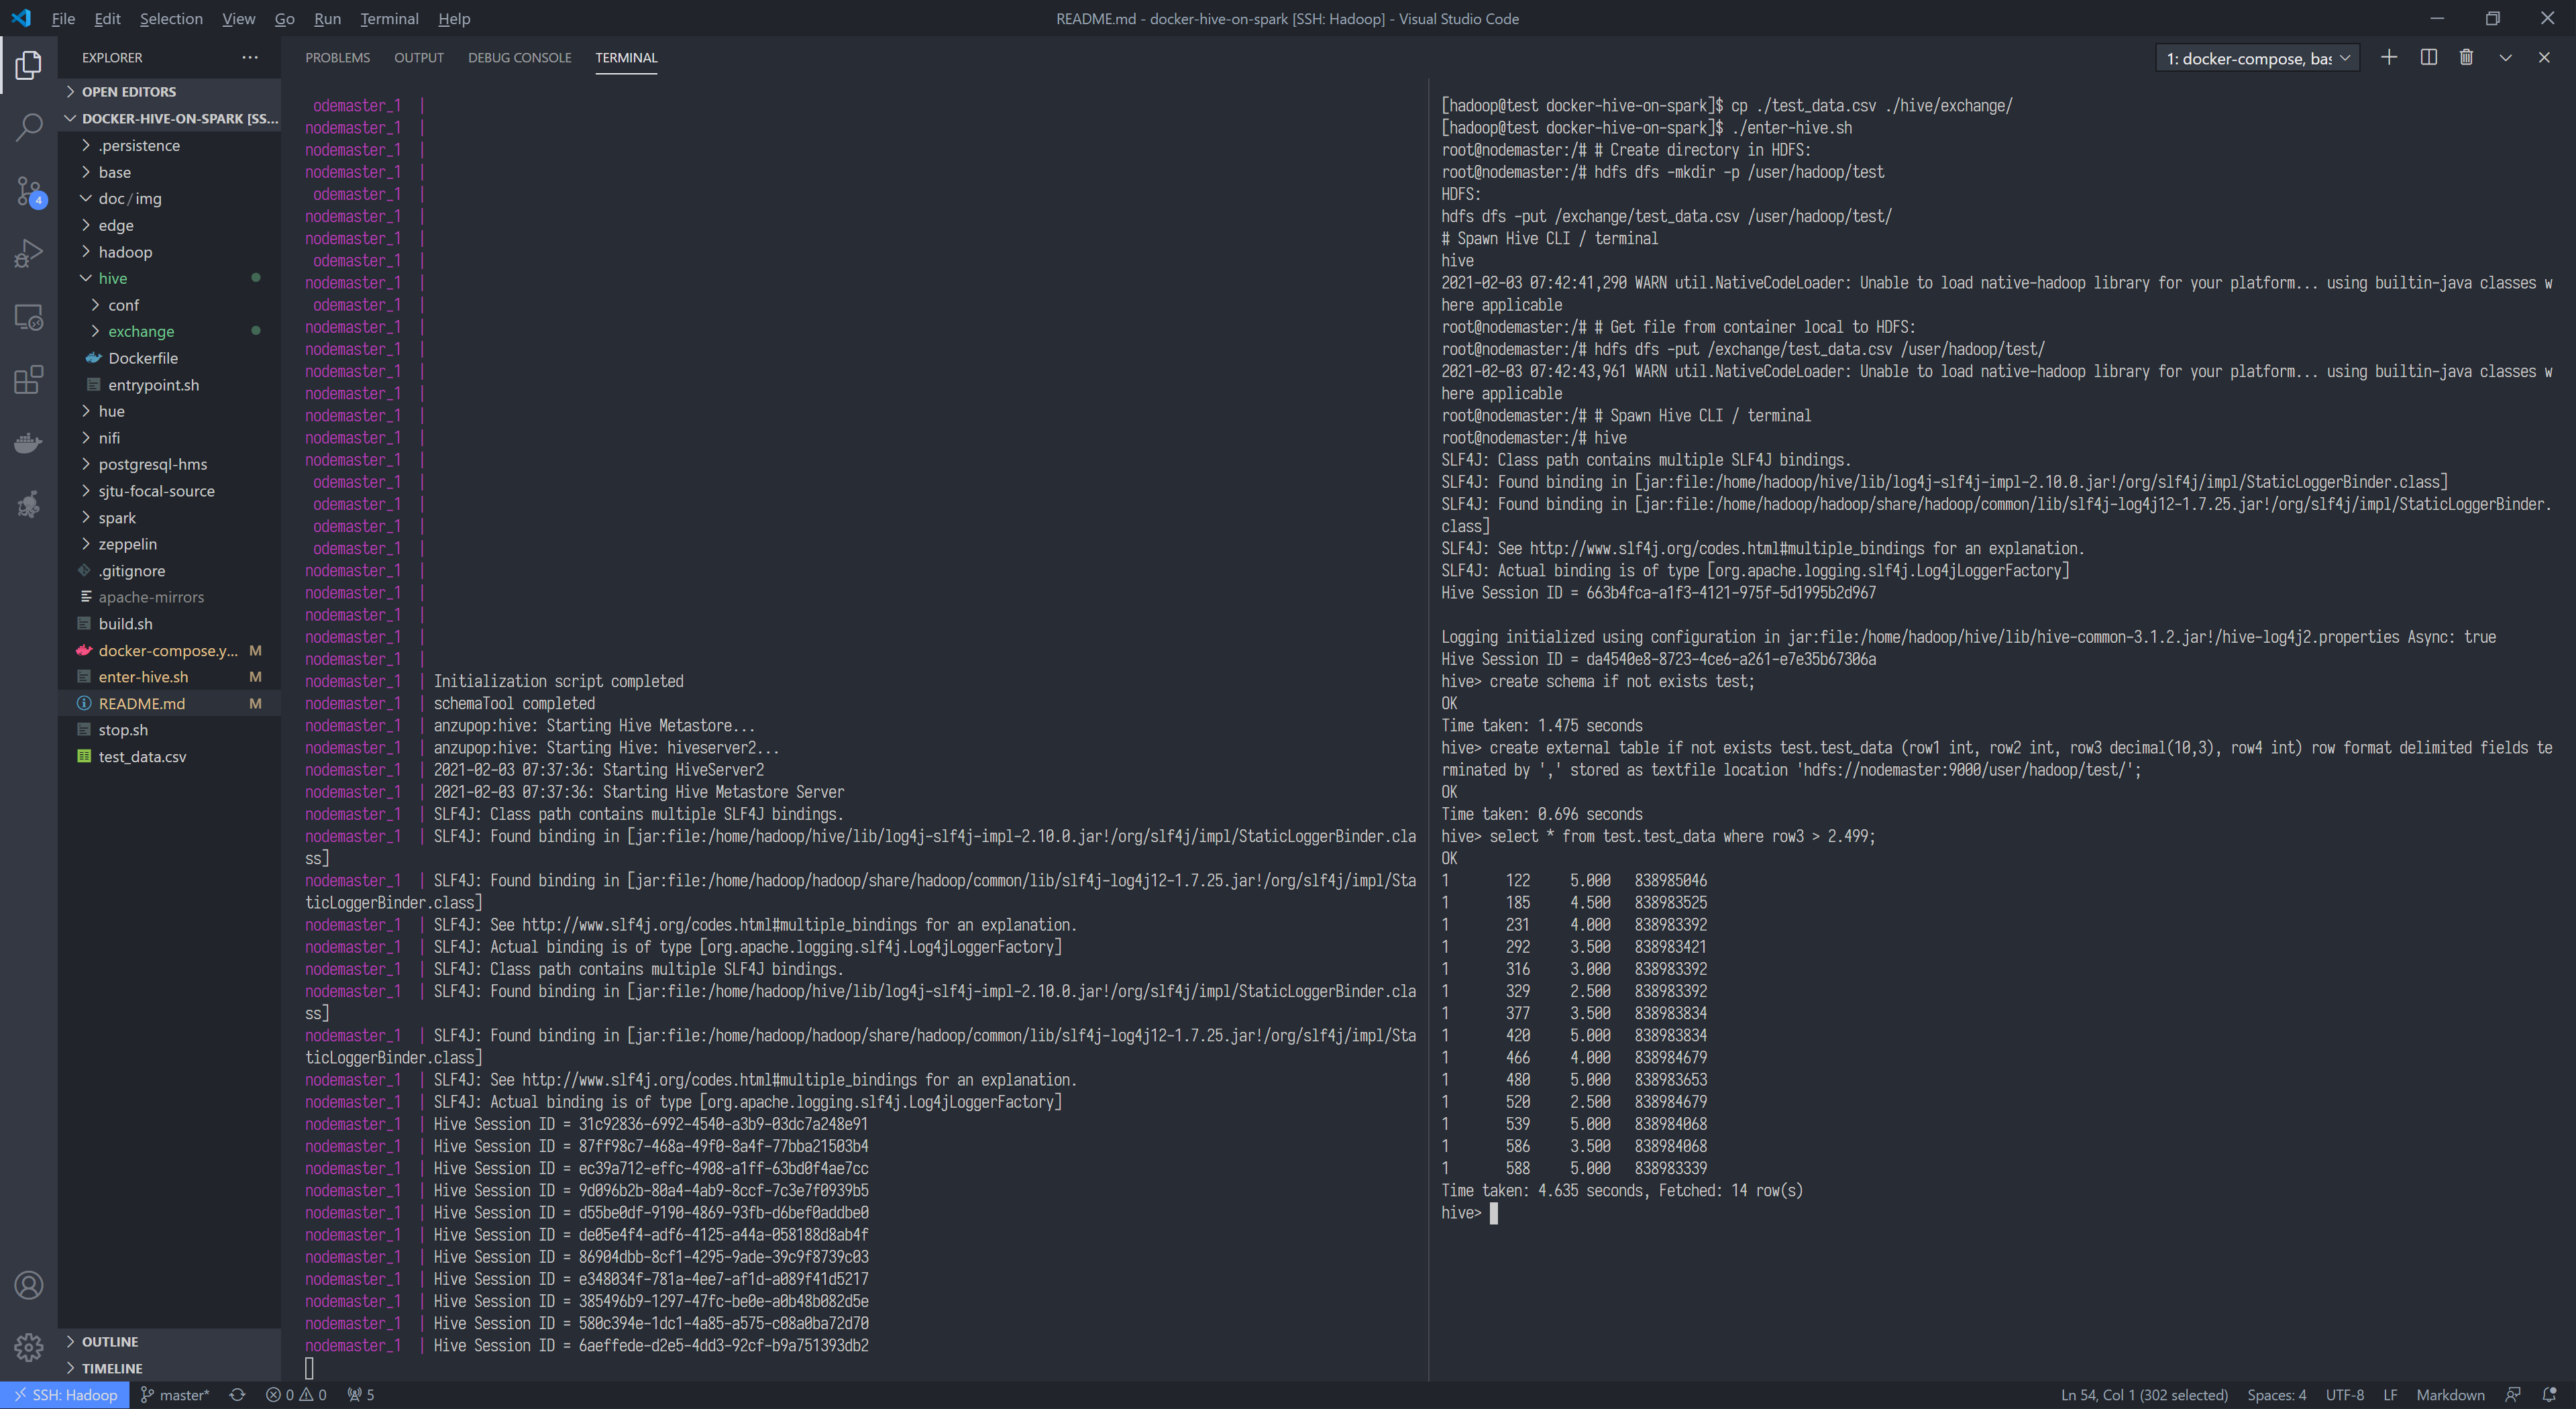 File Edit Selection View Go Run Terminal Help
README.md - docker-hive-on-spark [SSH: Hadoop] - Visual Studio Code
EXPLORER
OPEN EDITORS
DOCKER-HIVE-ON-SPARK [SS...
.persistence
base
doc / img
edge
hadoop
hive
conf
exchange
Dockerfile
entrypoint.sh
hue
nifi
postgresql-hms
sjtu-focal-source
spark
zeppelin
.gitignore
apache-mirrors
build.sh
docker-compose.y... M
enter-hive.sh M
README.md M
stop.sh
test_data.csv
OUTLINE
TIMELINE
4
PROBLEMS OUTPUT DEBUG CONSOLE TERMINAL
1: docker-compose, bas
odemaster_1 |
nodemaster_1 |
nodemaster_1 |
nodemaster_1 |
odemaster_1 |
nodemaster_1 |
nodemaster_1 |
odemaster_1 |
nodemaster_1 |
odemaster_1 |
nodemaster_1 |
nodemaster_1 |
nodemaster_1 |
nodemaster_1 |
nodemaster_1 |
nodemaster_1 |
nodemaster_1 |
odemaster_1 |
odemaster_1 |
odemaster_1 |
odemaster_1 |
nodemaster_1 |
nodemaster_1 |
nodemaster_1 |
nodemaster_1 |
nodemaster_1 |
nodemaster_1 | Initialization script completed
nodemaster_1 | schemaTool completed
nodemaster_1 | anzupop:hive: Starting Hive Metastore...
nodemaster_1 | anzupop:hive: Starting Hive: hiveserver2...
nodemaster_1 | 2021-02-03 07:37:36: Starting HiveServer2
nodemaster_1 | 2021-02-03 07:37:36: Starting Hive Metastore Server
nodemaster_1 | SLF4J: Class path contains multiple SLF4J bindings.
nodemaster_1 | SLF4J: Found binding in [jar:file:/home/hadoop/hive/lib/log4j-slf4j-impl-2.10.0.jar!/org/slf4j/impl/StaticLoggerBinder.cla
ss]
nodemaster_1 | SLF4J: Found binding in [jar:file:/home/hadoop/hadoop/share/hadoop/common/lib/slf4j-log4j12-1.7.25.jar!/org/slf4j/impl/Sta
ticLoggerBinder.class]
nodemaster_1 | SLF4J: See http://www.slf4j.org/codes.html#multiple_bindings for an explanation.
nodemaster_1 | SLF4J: Actual binding is of type [org.apache.logging.slf4j.Log4jLoggerFactory]
nodemaster_1 | SLF4J: Class path contains multiple SLF4J bindings.
nodemaster_1 | SLF4J: Found binding in [jar:file:/home/hadoop/hive/lib/log4j-slf4j-impl-2.10.0.jar!/org/slf4j/impl/StaticLoggerBinder.cla
ss]
nodemaster_1 | SLF4J: Found binding in [jar:file:/home/hadoop/hadoop/share/hadoop/common/lib/slf4j-log4j12-1.7.25.jar!/org/slf4j/impl/Sta
ticLoggerBinder.class]
nodemaster_1 | SLF4J: See http://www.slf4j.org/codes.html#multiple_bindings for an explanation.
nodemaster_1 | SLF4J: Actual binding is of type [org.apache.logging.slf4j.Log4jLoggerFactory]
nodemaster_1 | Hive Session ID = 31c92836-6992-4540-a3b9-03dc7a248e91
nodemaster_1 | Hive Session ID = 87ff98c7-468a-49f0-8a4f-77bba21503b4
nodemaster_1 | Hive Session ID = ec39a712-effc-4908-a1ff-63bd0f4ae7cc
nodemaster_1 | Hive Session ID = 9d096b2b-80a4-4ab9-8ccf-7c3e7f0939b5
nodemaster_1 | Hive Session ID = d55be0df-9190-4869-93fb-d6bef0addbe0
nodemaster_1 | Hive Session ID = de05e4f4-adf6-4125-a44a-058188d8ab4f
nodemaster_1 | Hive Session ID = 86904dbb-8cf1-4295-9ade-39c9f8739c03
nodemaster_1 | Hive Session ID = e348034f-781a-4ee7-af1d-a089f41d5217
nodemaster_1 | Hive Session ID = 385496b9-1297-47fc-be0e-a0b48b082d5e
nodemaster_1 | Hive Session ID = 580c394e-1dc1-4a85-a575-c08a0ba72d70
nodemaster_1 | Hive Session ID = 6aeffede-d2e5-4dd3-92cf-b9a751393db2
[hadoop@test docker-hive-on-spark]$ cp ./test_data.csv ./hive/exchange/
[hadoop@test docker-hive-on-spark]$ ./enter-hive.sh
root@nodemaster:/# # Create directory in HDFS:
root@nodemaster:/# hdfs dfs -mkdir -p /user/hadoop/test
HDFS:
hdfs dfs -put /exchange/test_data.csv /user/hadoop/test/
# Spawn Hive CLI / terminal
hive
2021-02-03 07:42:41,290 WARN util.NativeCodeLoader: Unable to load native-hadoop library for your platform... using builtin-java classes w
here applicable
root@nodemaster:/# # Get file from container local to HDFS:
root@nodemaster:/# hdfs dfs -put /exchange/test_data.csv /user/hadoop/test/
2021-02-03 07:42:43,961 WARN util.NativeCodeLoader: Unable to load native-hadoop library for your platform... using builtin-java classes w
here applicable
root@nodemaster:/# # Spawn Hive CLI / terminal
root@nodemaster:/# hive
SLF4J: Class path contains multiple SLF4J bindings.
SLF4J: Found binding in [jar:file:/home/hadoop/hive/lib/log4j-slf4j-impl-2.10.0.jar!/org/slf4j/impl/StaticLoggerBinder.class]
SLF4J: Found binding in [jar:file:/home/hadoop/hadoop/share/hadoop/common/lib/slf4j-log4j12-1.7.25.jar!/org/slf4j/impl/StaticLoggerBinder.
class]
SLF4J: See http://www.slf4j.org/codes.html#multiple_bindings for an explanation.
SLF4J: Actual binding is of type [org.apache.logging.slf4j.Log4jLoggerFactory]
Hive Session ID = 663b4fca-a1f3-4121-975f-5d1995b2d967
Logging initialized using configuration in jar:file:/home/hadoop/hive/lib/hive-common-3.1.2.jar!/hive-log4j2.properties Async: true
Hive Session ID = da4540e8-8723-4ce6-a261-e7e35b67306a
hive> create schema if not exists test;
OK
Time taken: 1.475 seconds
hive> create external table if not exists test.test_data (row1 int, row2 int, row3 decimal(10,3), row4 int) row format delimited fields te
rminated by ',' stored as textfile location 'hdfs://nodemaster:9000/user/hadoop/test/';
OK
Time taken: 0.696 seconds
hive> select * from test.test_data where row3 > 2.499;
OK
1 122 5.000 838985046
1 185 4.500 838983525
1 231 4.000 838983392
1 292 3.500 838983421
1 316 3.000 838983392
1 329 2.500 838983392
1 377 3.500 838983834
1 420 5.000 838983834
1 466 4.000 838984679
1 480 5.000 838983653
1 520 2.500 838984679
1 539 5.000 838984068
1 586 3.500 838984068
1 588 5.000 838983339
Time taken: 4.635 seconds, Fetched: 14 row(s)
hive>
SSH: Hadoop master* 0 0 5
Ln 54, Col 1 (302 selected) Spaces: 4 UTF-8 LF Markdown